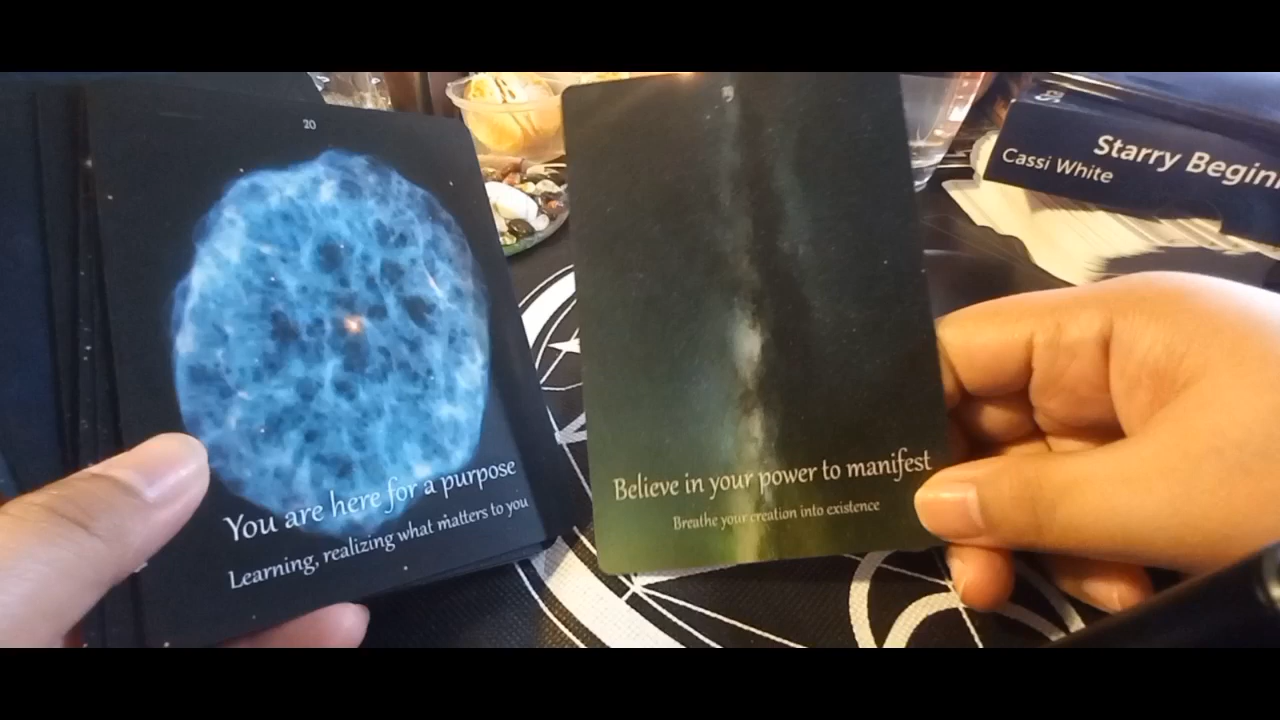 20
You are here for a purpose
Learning, realizing what matters to you
Believe in your power to manifest
Breathe your creation into existence
Starry
Cassi White